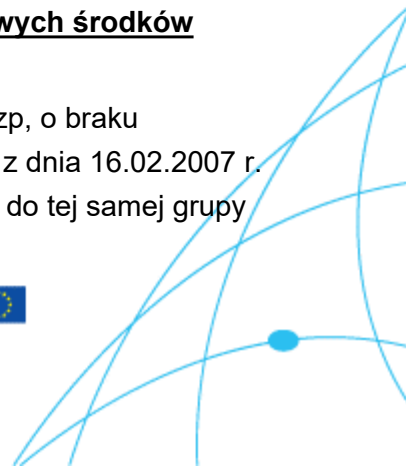 wych środków
zp, o braku
z dnia 16.02.2007 r.
do tej samej grupy